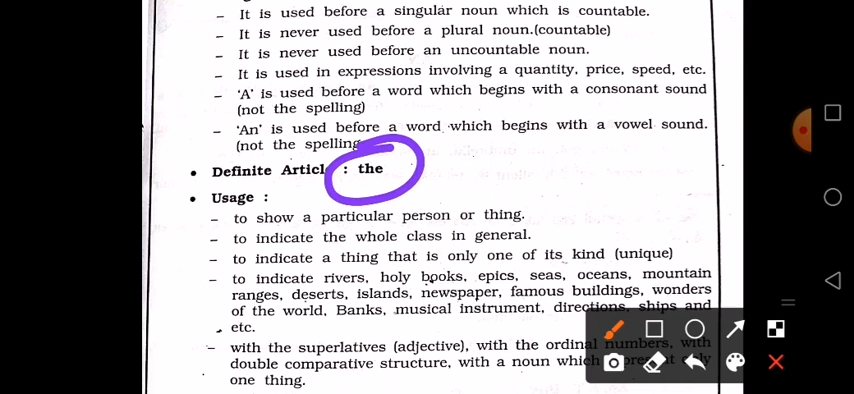 – It is used before a singular noun which is countable.
– It is never used before a plural noun.(countable)
– It is never used before an uncountable noun.
– It is used in expressions involving a quantity, price, speed, etc.
– 'A' is used before a word which begins with a consonant sound
(not the spelling)
– 'An' is used before a word which begins with a vowel sound.
(not the spelling
• Definite Articl : the
• Usage :
– to show a particular person or thing.
– to indicate the whole class in general.
– to indicate a thing that is only one of its kind (unique)
– to indicate rivers, holy books, epics, seas, oceans, mountain
ranges, deserts, islands, newspaper, famous buildings, wonders
of the world, Banks, musical instrument, directions, ships and
etc.
– with the superlatives (adjective), with the ordinal numbers, with
double comparative structure, with a noun which only
one thing.